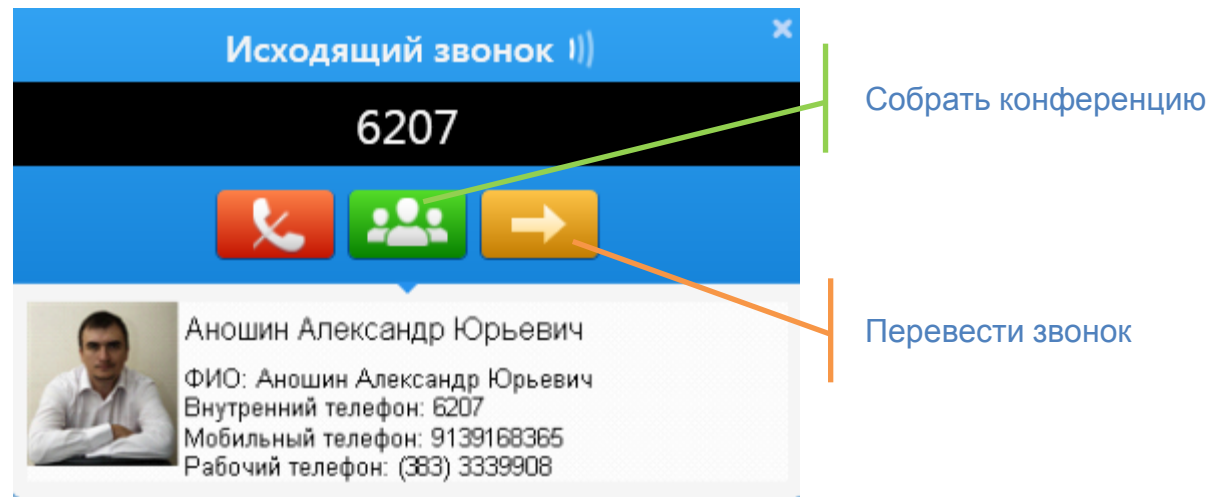 Исходящий звонок
6207
Собрать конференцию
Перевести звонок
Аношин Александр Юрьевич
ФИО: Аношин Александр Юрьевич
Внутренний телефон: 6207
Мобильный телефон: 9139168365
Рабочий телефон: (383) 3339908